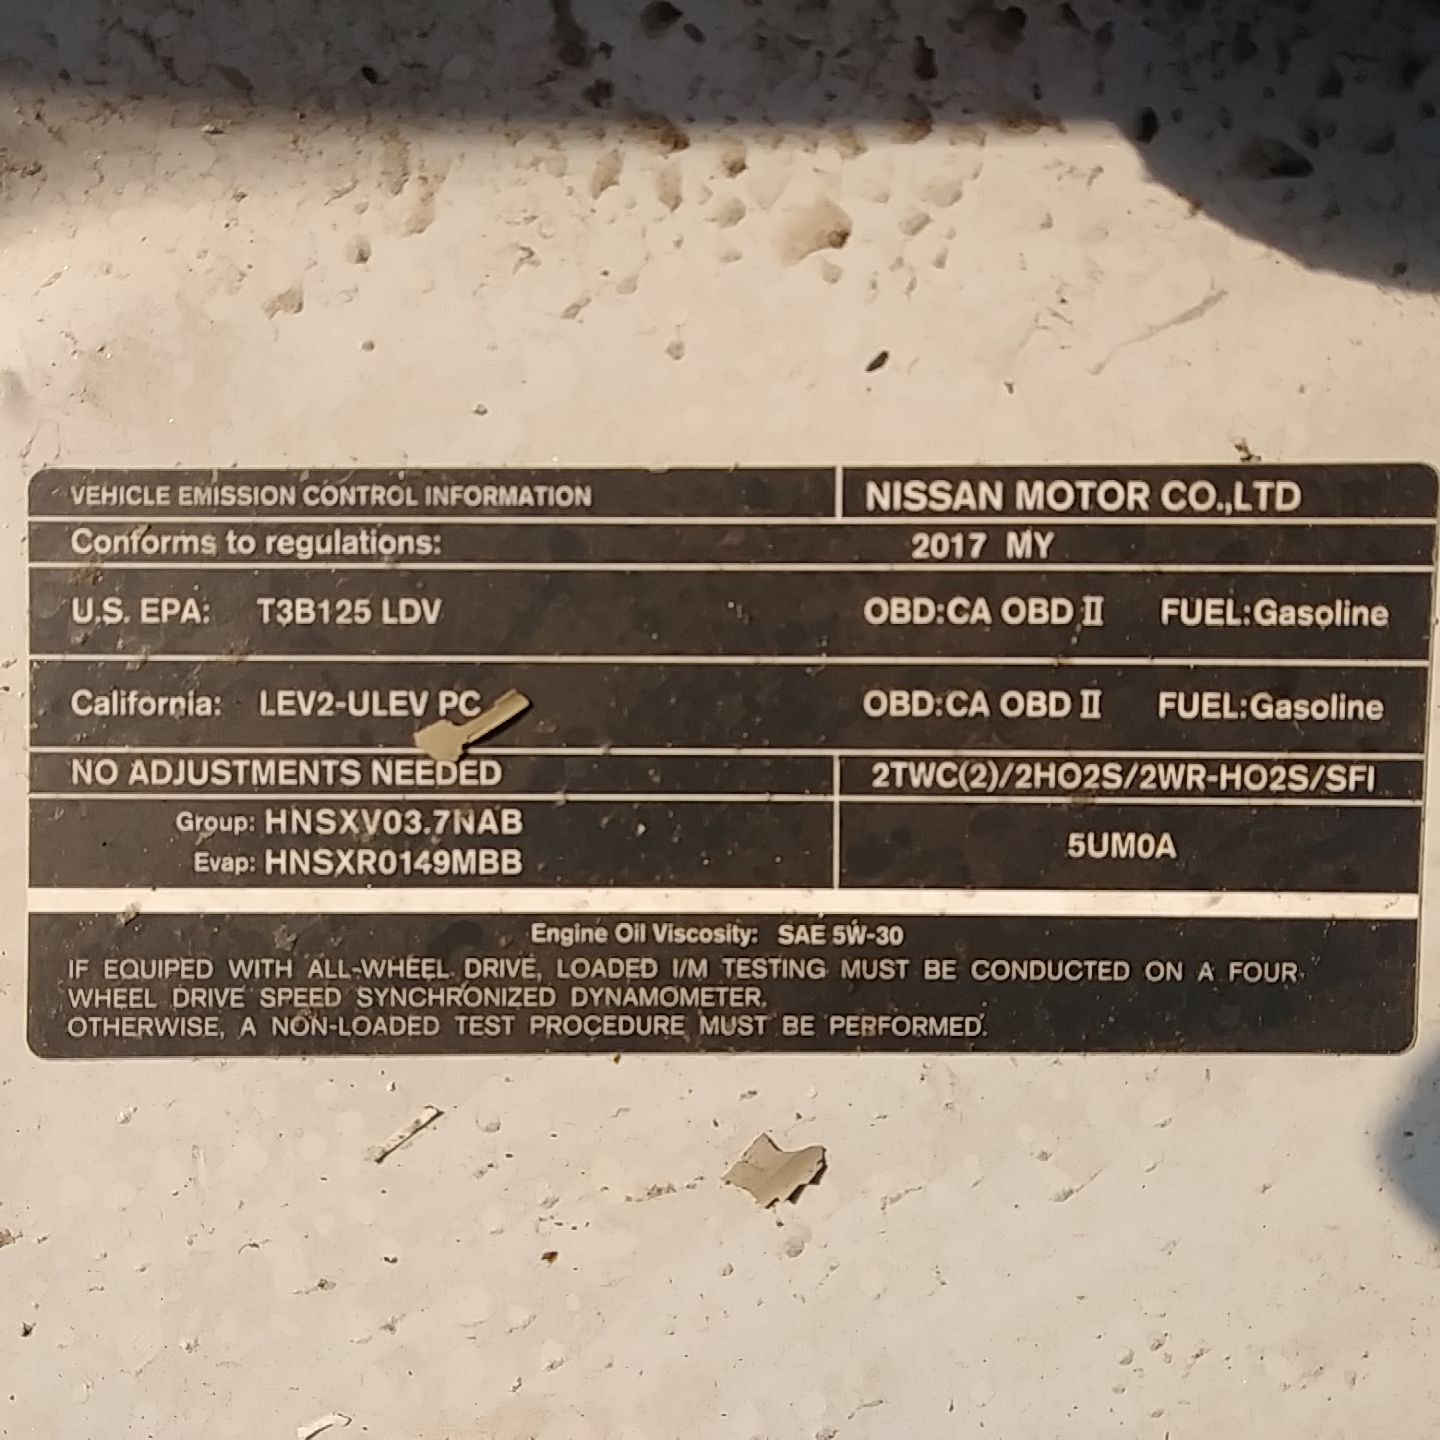 VEHICLE EMISSION CONTROL INFORMATION NISSAN MOTOR CO.,LTD
Conforms to regulations: 2017 MY
U.S. EPA: T3B125 LDV OBD:CA OBD II FUEL:Gasoline
California: LEV2-ULEV PC OBD:CA OBD II FUEL:Gasoline
NO ADJUSTMENTS NEEDED 2TWC(2)/2HO2S/2WR-HO2S/SFI
Group: HNSXV03.7NAB
Evap: HNSXR0149MBB
5UM0A
Engine Oil Viscosity: SAE 5W-30
IF EQUIPED WITH ALL-WHEEL DRIVE, LOADED I/M TESTING MUST BE CONDUCTED ON A FOUR-
WHEEL DRIVE SPEED SYNCHRONIZED DYNAMOMETER.
OTHERWISE, A NON-LOADED TEST PROCEDURE MUST BE PERFORMED.